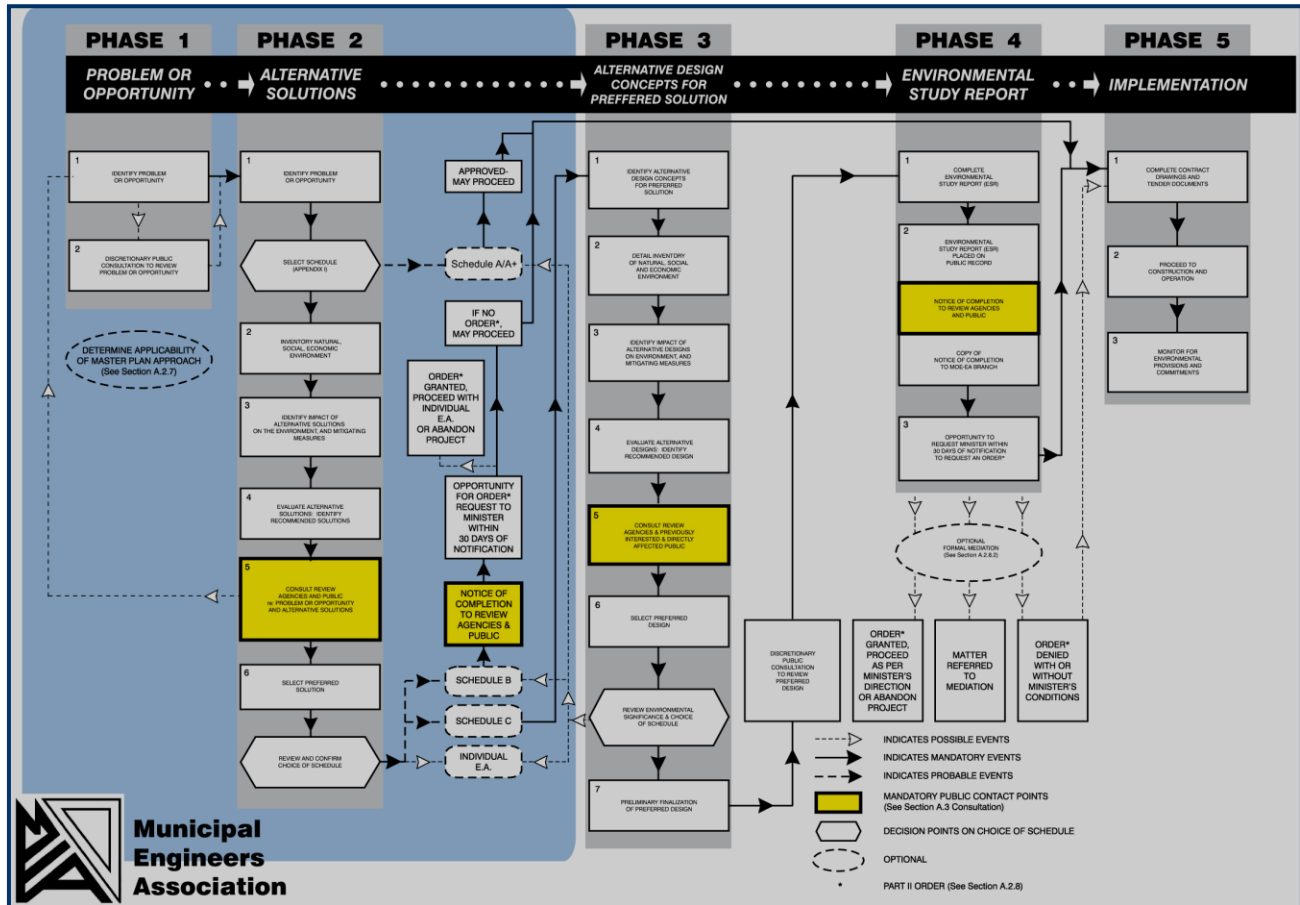 PHASE 1
PROBLEM OR
OPPORTUNITY
PHASE 2
ALTERNATIVE
SOLUTIONS
PHASE 3
ALTERNATIVE DESIGN
CONCEPTS FOR
PREFFERED SOLUTION
PHASE 4
ENVIRONMENTAL
STUDY REPORT
PHASE 5
IMPLEMENTATION
1
IDENTIFY PROBLEM
OR OPPORTUNITY
2
DISCRETIONARY PUBLIC
CONSULTATION TO REVIEW
PROBLEM OR OPPORTUNITY
DETERMINE APPLICABILITY
OF MASTER PLAN APPROACH
(See Section A.2.7)
1
IDENTIFY PROBLEM
OR OPPORTUNITY
SELECT SCHEDULE
(APPENDIX I)
2
INVENTORY NATURAL,
SOCIAL, ECONOMIC
ENVIRONMENT
3
IDENTIFY IMPACT OF
ALTERNATIVE SOLUTIONS
ON THE ENVIRONMENT, AND MITIGATING
MEASURES
4
EVALUATE ALTERNATIVE
SOLUTIONS: IDENTIFY
RECOMMENDED SOLUTIONS
5
CONSULT REVIEW
AGENCIES AND PUBLIC
re: PROBLEM OR OPPORTUNITY
AND ALTERNATIVE SOLUTIONS
6
SELECT PREFERRED
SOLUTION
REVIEW AND CONFIRM
CHOICE OF SCHEDULE
APPROVED-
MAY PROCEED
Schedule A/A+
IF NO
ORDER*,
MAY PROCEED
ORDER*
GRANTED,
PROCEED WITH
INDIVIDUAL
E.A.
OR ABANDON
PROJECT
OPPORTUNITY
FOR ORDER*
REQUEST TO
MINISTER
WITHIN
30 DAYS OF
NOTIFICATION
NOTICE OF
COMPLETION
TO REVIEW
AGENCIES &
PUBLIC
SCHEDULE B
SCHEDULE C
INDIVIDUAL
E.A.
1
IDENTIFY ALTERNATIVE
DESIGN CONCEPTS
FOR PREFERRED
SOLUTION
2
DETAIL INVENTORY
OF NATURAL, SOCIAL
AND ECONOMIC
ENVIRONMENT
3
IDENTIFY IMPACT OF
ALTERNATIVE DESIGNS
ON ENVIRONMENT, AND
MITIGATING MEASURES
4
EVALUATE ALTERNATIVE
DESIGNS: IDENTIFY
RECOMMENDED DESIGN
5
CONSULT REVIEW
AGENCIES & PREVIOUSLY
INTERESTED & DIRECTLY
AFFECTED PUBLIC
6
SELECT PREFERRED
DESIGN
REVIEW ENVIRONMENTAL
SIGNIFICANCE & CHOICE
OF SCHEDULE
7
PRELIMINARY FINALIZATION
OF PREFERRED DESIGN
DISCRETIONARY
PUBLIC
CONSULTATION
TO REVIEW
PREFERRED
DESIGN
1
COMPLETE
ENVIRONMENTAL
STUDY REPORT (ESR)
2
ENVIRONMENTAL
STUDY REPORT (ESR)
PLACED ON
PUBLIC RECORD
NOTICE OF COMPLETION
TO REVIEW AGENCIES
AND PUBLIC
COPY OF
NOTICE OF COMPLETION
TO MOE-EA BRANCH
3
OPPORTUNITY TO
REQUEST MINISTER WITHIN
30 DAYS OF NOTIFICATION
TO REQUEST AN ORDER*
OPTIONAL
FORMAL MEDIATION
(See Section A.2.8.2)
ORDER*
GRANTED,
PROCEED
AS PER
MINISTER'S
DIRECTION
OR ABANDON
PROJECT
MATTER
REFERRED
TO
MEDIATION
ORDER*
DENIED
WITH OR
WITHOUT
MINISTER'S
CONDITIONS
1
COMPLETE CONTRACT
DRAWINGS AND
TENDER DOCUMENTS
2
PROCEED TO
CONSTRUCTION AND
OPERATION
3
MONITOR FOR
ENVIRONMENTAL
PROVISIONS AND
COMMITMENTS
INDICATES POSSIBLE EVENTS
INDICATES MANDATORY EVENTS
INDICATES PROBABLE EVENTS
MANDATORY PUBLIC CONTACT POINTS
(See Section A.3 Consultation)
DECISION POINTS ON CHOICE OF SCHEDULE
OPTIONAL
PART II ORDER (See Section A.2.8)
Municipal
Engineers
Association